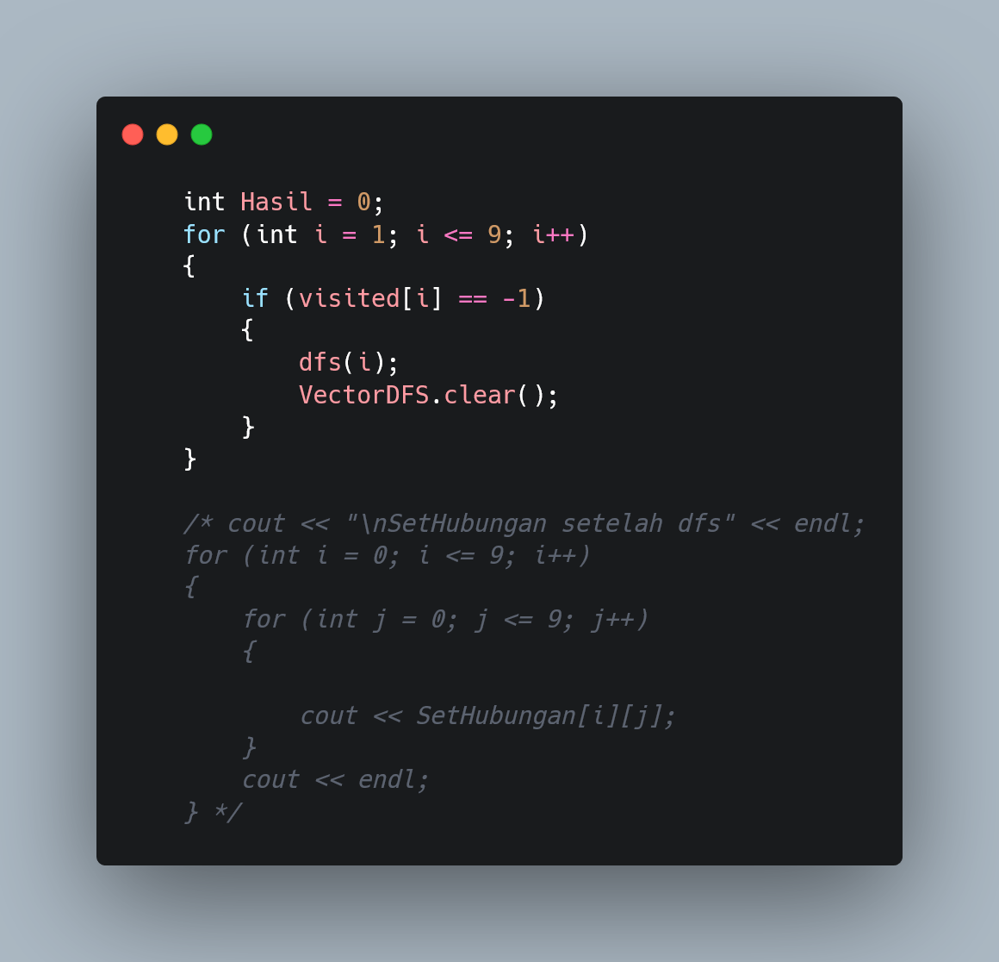 int Hasil = 0;
for (int i = 1; i <= 9; i++)
{
    if (visited[i] == -1)
    {
        dfs(i);
        VectorDFS.clear();
    }
}

/* cout << "\nSetHubungan setelah dfs" << endl;
for (int i = 0; i <= 9; i++)
{
    for (int j = 0; j <= 9; j++)
    {

        cout << SetHubungan[i][j];
    }
    cout << endl;
} */